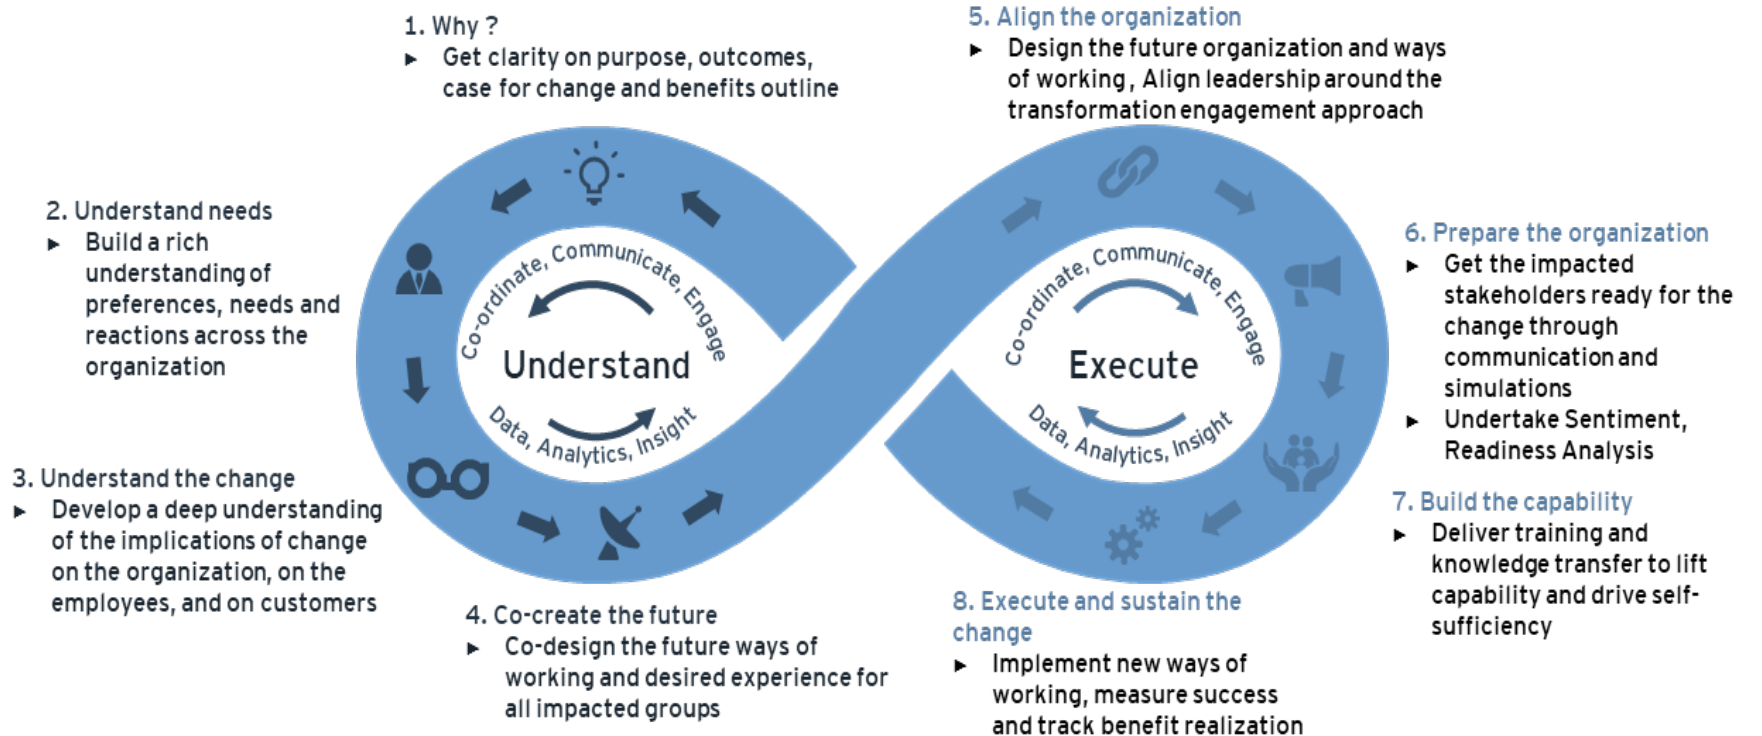 1. Why ?
► Get clarity on purpose, outcomes,
case for change and benefits outline
2. Understand needs
► Build a rich
understanding of
preferences, needs and
reactions across the
organization
3. Understand the change
► Develop a deep understanding
of the implications of change
on the organization, on the
employees, and on customers
4. Co-create the future
► Co-design the future ways of
working and desired experience for
all impacted groups
Co-ordinate, Communicate, Engage
Understand
Data, Analytics, Insight
5. Align the organization
► Design the future organization and ways
of working , Align leadership around the
transformation engagement approach
6. Prepare the organization
► Get the impacted
stakeholders ready for the
change through
communication and
simulations
► Undertake Sentiment,
Readiness Analysis
7. Build the capability
► Deliver training and
knowledge transfer to lift
capability and drive self-
sufficiency
8. Execute and sustain the
change
► Implement new ways of
working, measure success
and track benefit realization
Co-ordinate, Communicate, Engage
Execute
Data, Analytics, Insight